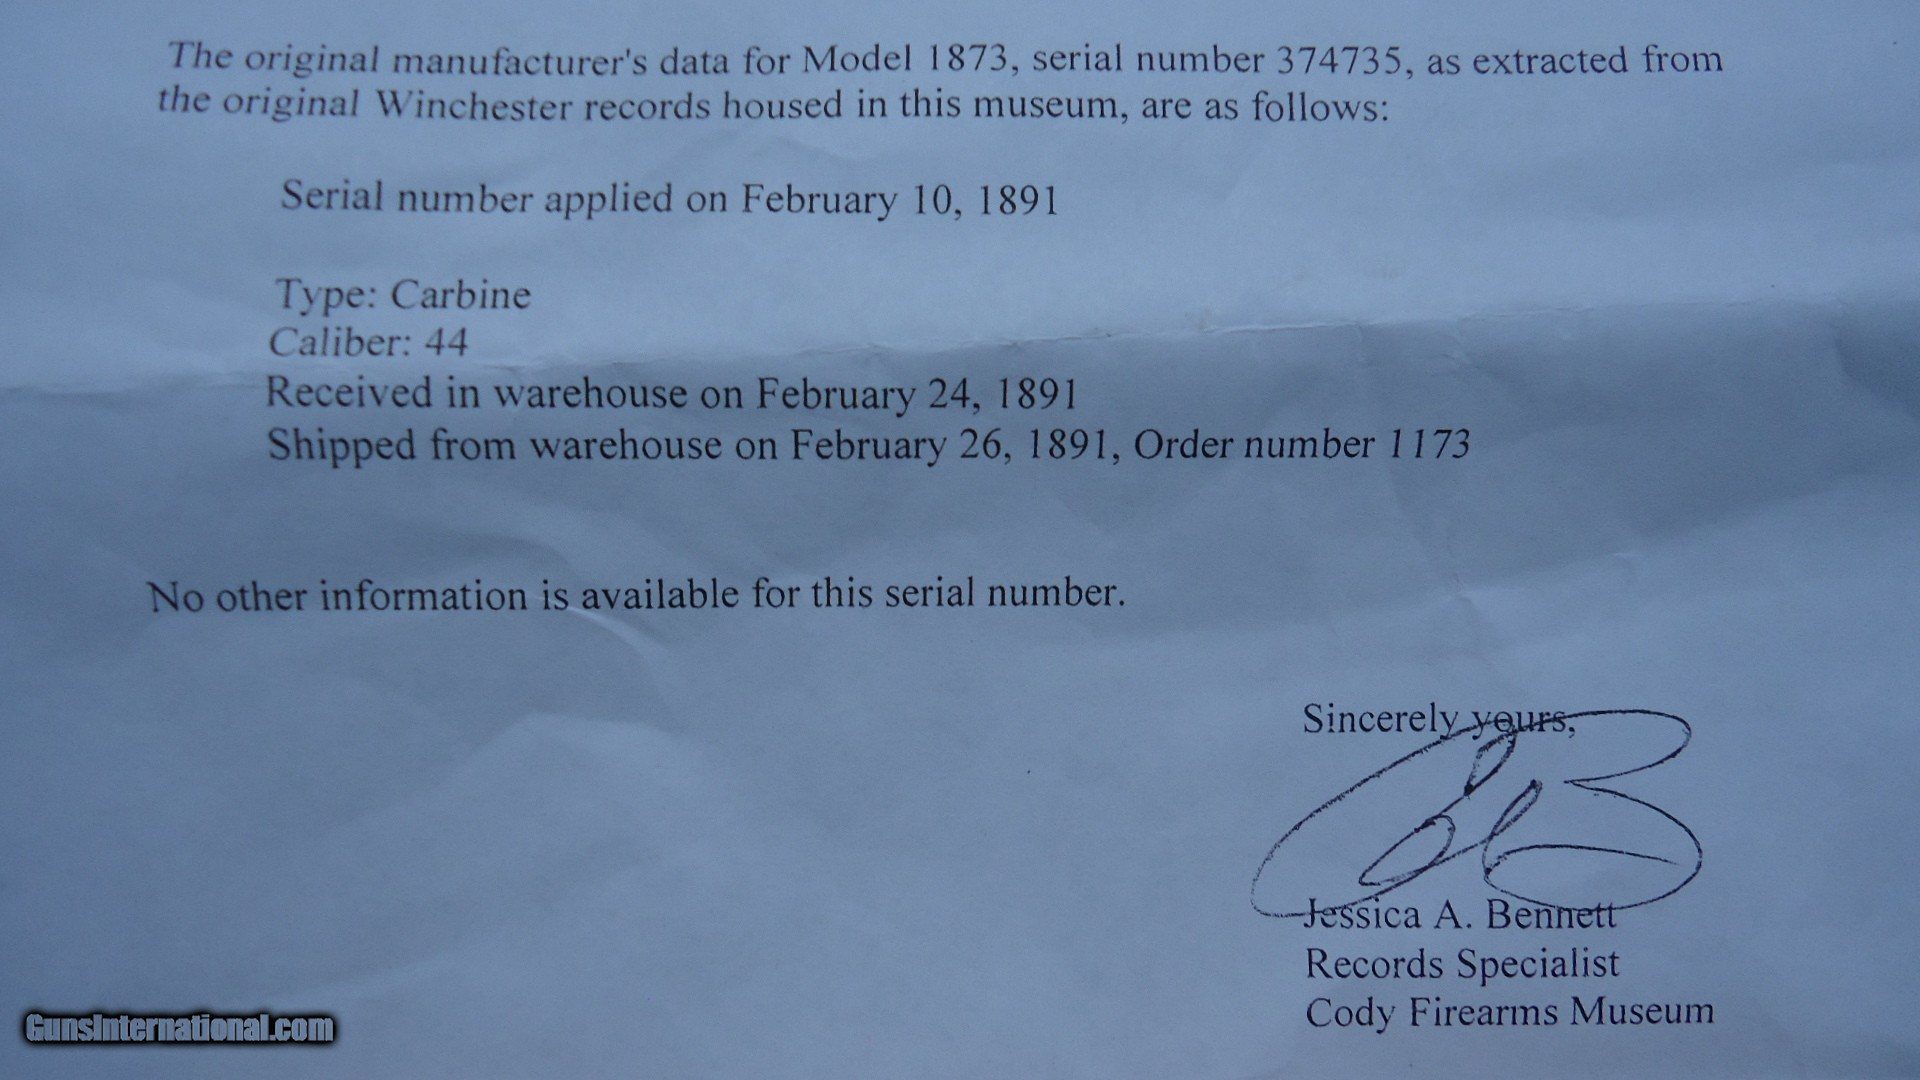 The original manufacturer's data for Model 1873, serial number 374735, as extracted from
the original Winchester records housed in this museum, are as follows:
Serial number applied on February 10, 1891
Type: Carbine
Caliber: 44
Received in warehouse on February 24, 1891
Shipped from warehouse on February 26, 1891, Order number 1173
No other information is available for this serial number.
Sincerely yours,
Jessica A. Bennett
Records Specialist
Cody Firearms Museum
GunsInternational.com